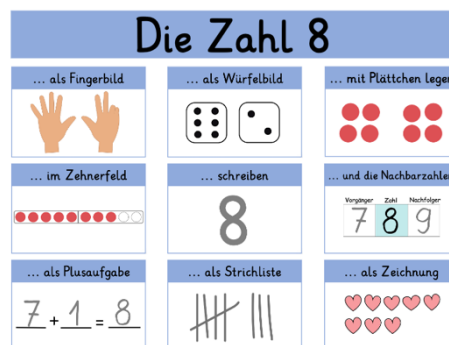 Die Zahl 8
... als Fingerbild
... als Würfelbild
... mit Plättchen legen
... im Zehnerfeld
... schreiben
8
... und die Nachbarzahlen
Vorgänger Zahl Nachfolger
7 8 9
... als Plusaufgabe
7 + 1 = 8
... als Strichliste
... als Zeichnung